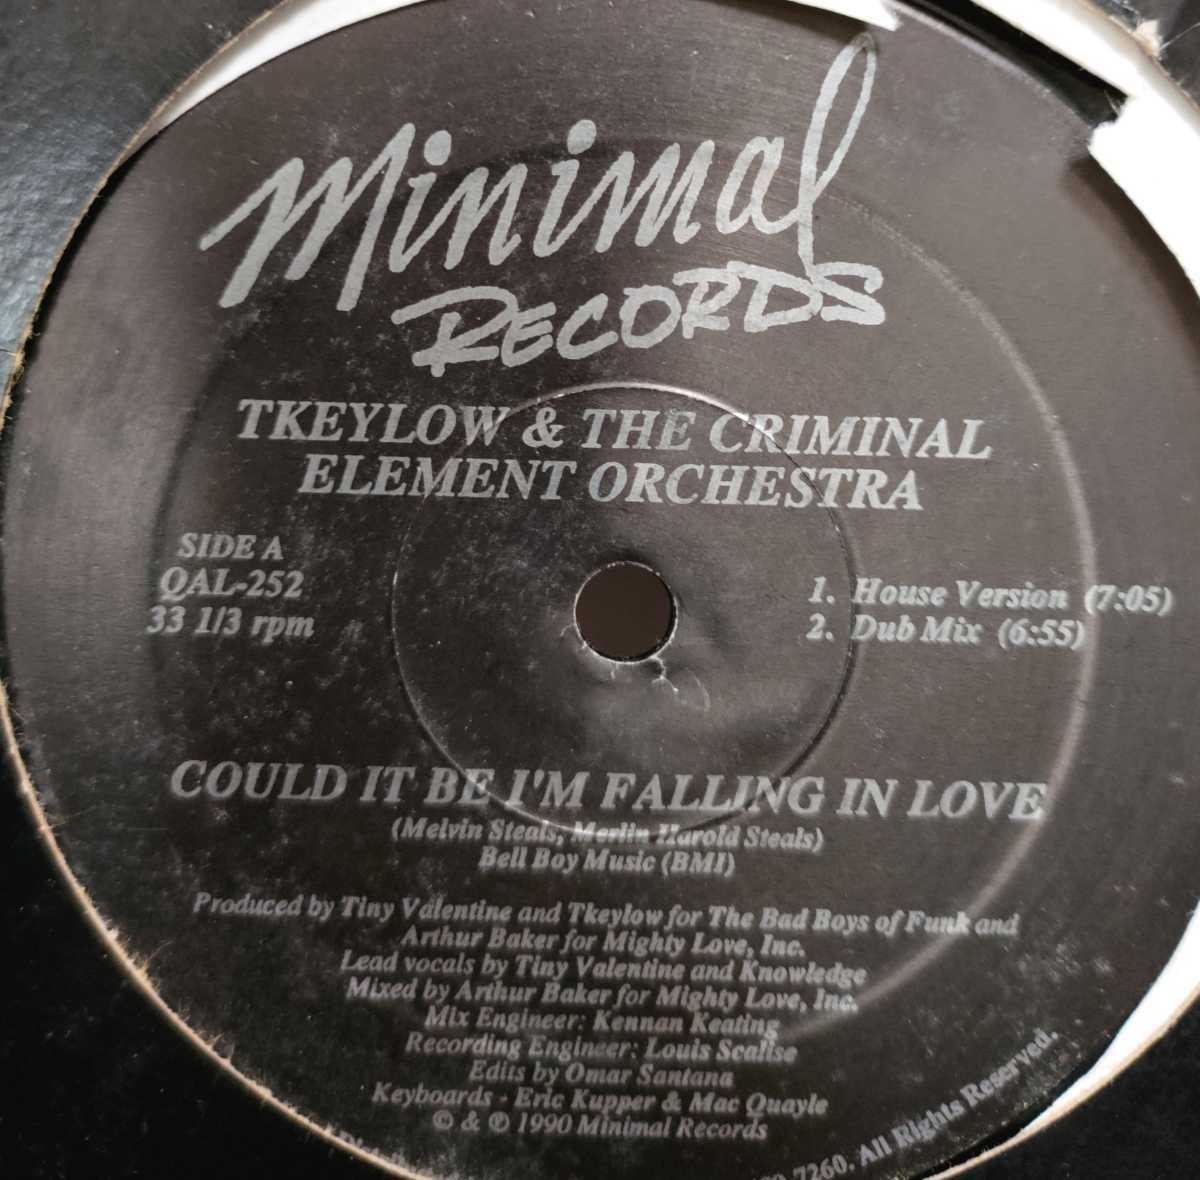 Minimal
RECORDS
TKEYLOW & THE CRIMINAL
ELEMENT ORCHESTRA
SIDE A
QAL-252
33 1/3 rpm
1. House Version (7:05)
2. Dub Mix (6:55)
COULD IT BE I'M FALLING IN LOVE
(Melvin Steals, Merlin Harold Steals)
Bell Boy Music (BMI)
Produced by Tiny Valentine and Tkeylow for The Bad Boys of Funk and
Arthur Baker for Mighty Love, Inc.
Lead vocals by Tiny Valentine and Knowledge
Mixed by Arthur Baker for Mighty Love, Inc.
Mix Engineer: Kennan Keating
Recording Engineer: Louis Scalise
Edits by Omar Santana
Keyboards - Eric Kupper & Mac Quayle
© & ℗ 1990 Minimal Records
7260. All Rights Reserved.